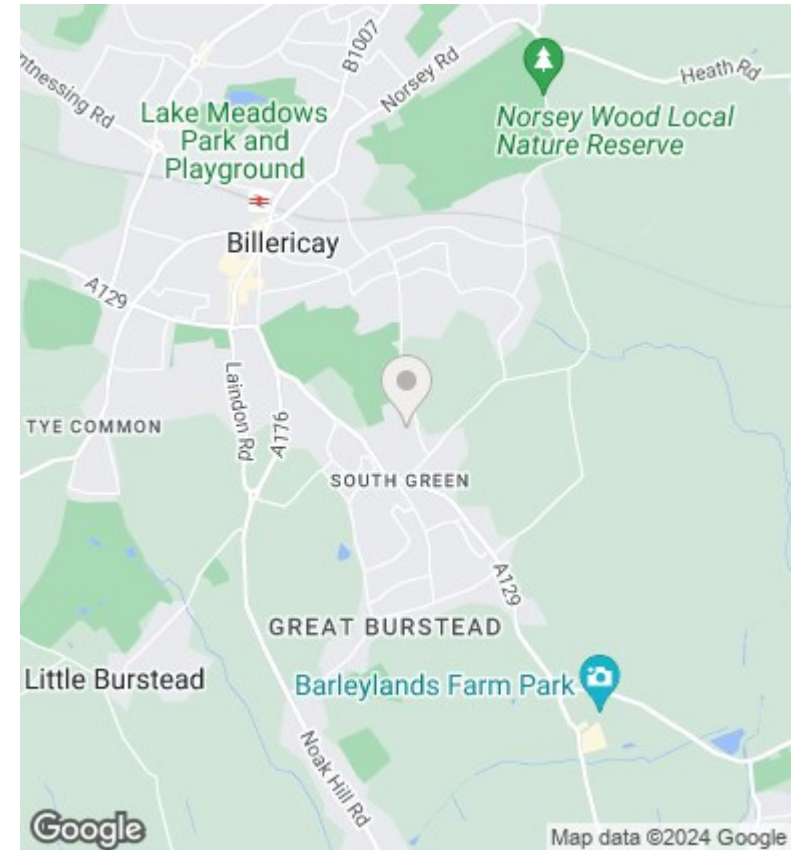 B1007
Norsey Rd
Heath Rd
ntnessing Rd
Lake Meadows
Park and
Playground
Norsey Wood Local
Nature Reserve
Billericay
A129
Laindon Rd
A176
TYE COMMON
SOUTH GREEN
A129
GREAT BURSTEAD
Little Burstead
Barleylands Farm Park
Noak Hill Rd
Google
Map data ©2024 Google